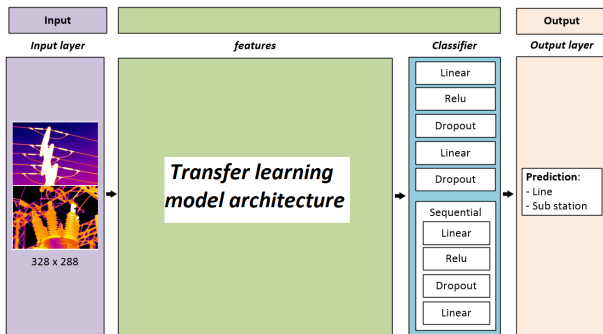 Input
Output
Input layer
features
Classifier
Output layer
Linear
Relu
Dropout
Linear
Dropout
Sequential
Linear
Relu
Dropout
Linear
Transfer learning
model architecture
328 x 288
Prediction:
- Line
- Sub station